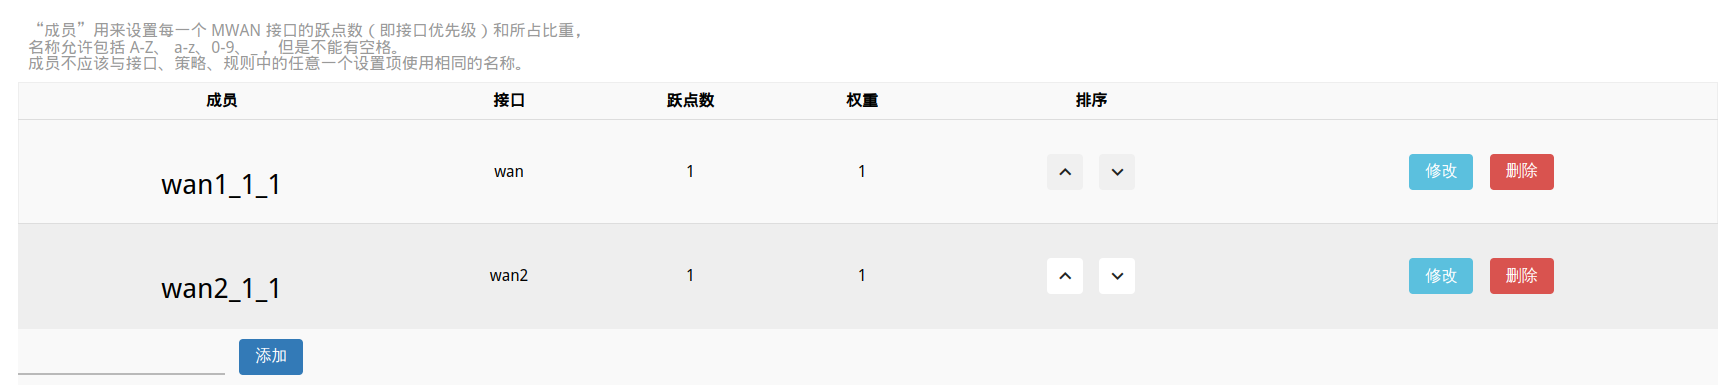 “成员”用来设置每一个 MWAN 接口的跃点数（即接口优先级）和所占比重，
名称允许包括 A-Z、 a-z、0-9、_ ，但是不能有空格。
成员不应该与接口、策略、规则中的任意一个设置项使用相同的名称。
成员 接口 跃点数 权重 排序
wan1_1_1 wan 1 1 修改 删除
wan2_1_1 wan2 1 1 修改 删除
添加